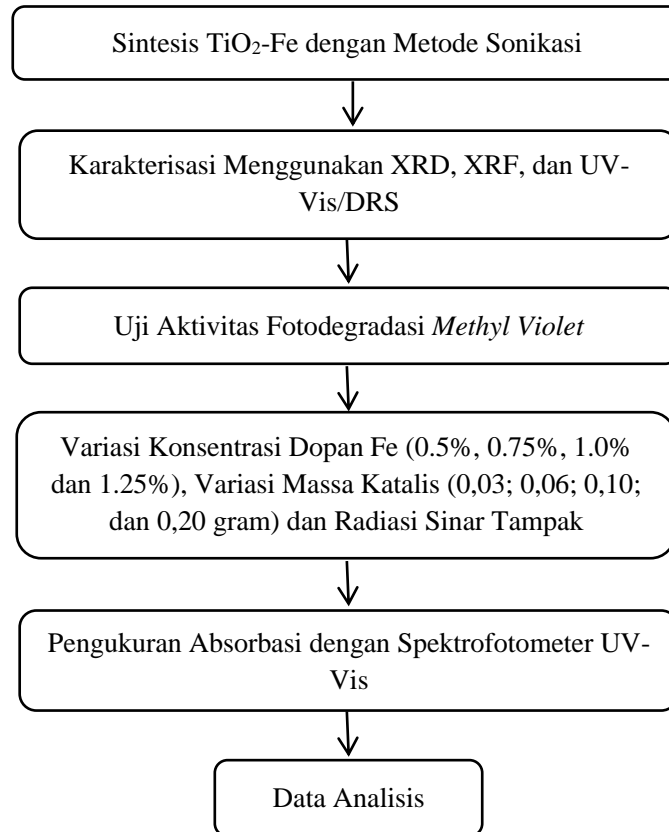 Sintesis TiO₂-Fe dengan Metode Sonikasi
Karakterisasi Menggunakan XRD, XRF, dan UV-
Vis/DRS
Uji Aktivitas Fotodegradasi Methyl Violet
Variasi Konsentrasi Dopan Fe (0.5%, 0.75%, 1.0%
dan 1.25%), Variasi Massa Katalis (0,03; 0,06; 0,10;
dan 0,20 gram) dan Radiasi Sinar Tampak
Pengukuran Absorbasi dengan Spektrofotometer UV-
Vis
Data Analisis